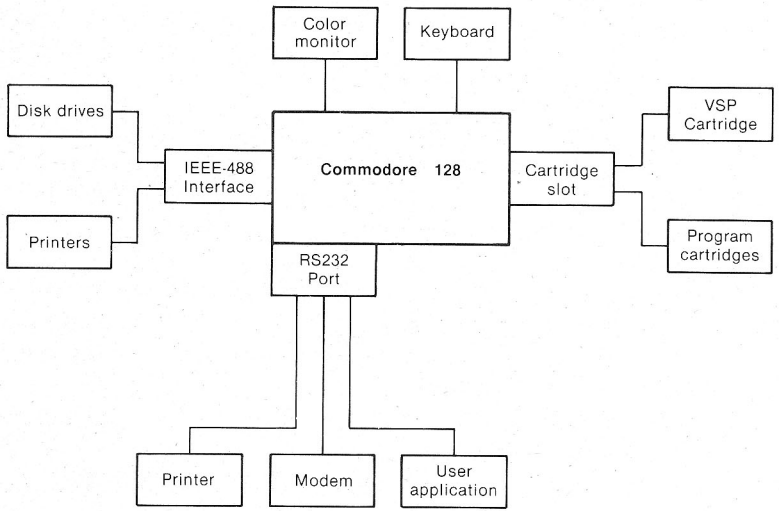 Color
monitor
Keyboard
Disk drives
VSP
Cartridge
IEEE-488
Interface
Commodore 128
Cartridge
slot
Printers
Program
cartridges
RS232
Port
Printer
Modem
User
application